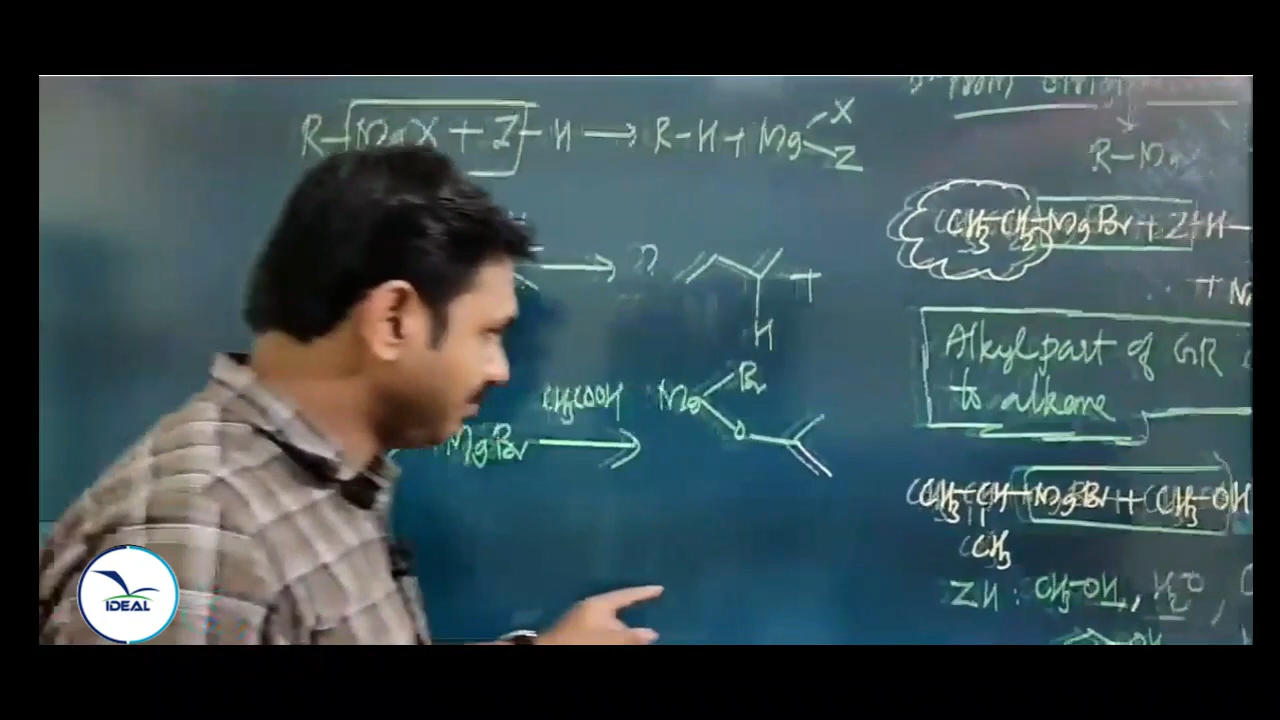 R-MgX + Z-H → R-H + Mg
X
Z
→ ?
+
H
MgBr
CH3COOH
→
Mg
Br
O
R-Mg
CH3-CH2-MgBr + Z-H-
+
Alkyl part of GR
to alkane
CH3-CH-MgBr + CH3-OH
CH3
ZH : CH3-OH, H2O,
OH
IDEAL